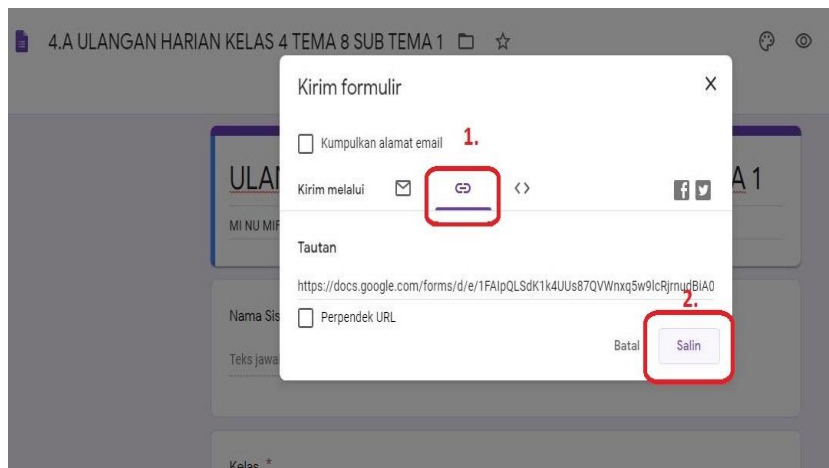 4.A ULANGAN HARIAN KELAS 4 TEMA 8 SUB TEMA 1
Kirim formulir
X
Kumpulkan alamat email
1.
ULA
A 1
Kirim melalui
MI NU MIF
Tautan
https://docs.google.com/forms/d/e/1FAIpQLSdK1k4UUs87QVWnxq5w9lcRjrnudBiA0
2.
Nama Sis
Perpendek URL
Batal
Salin
Teks jawa
Kelas *